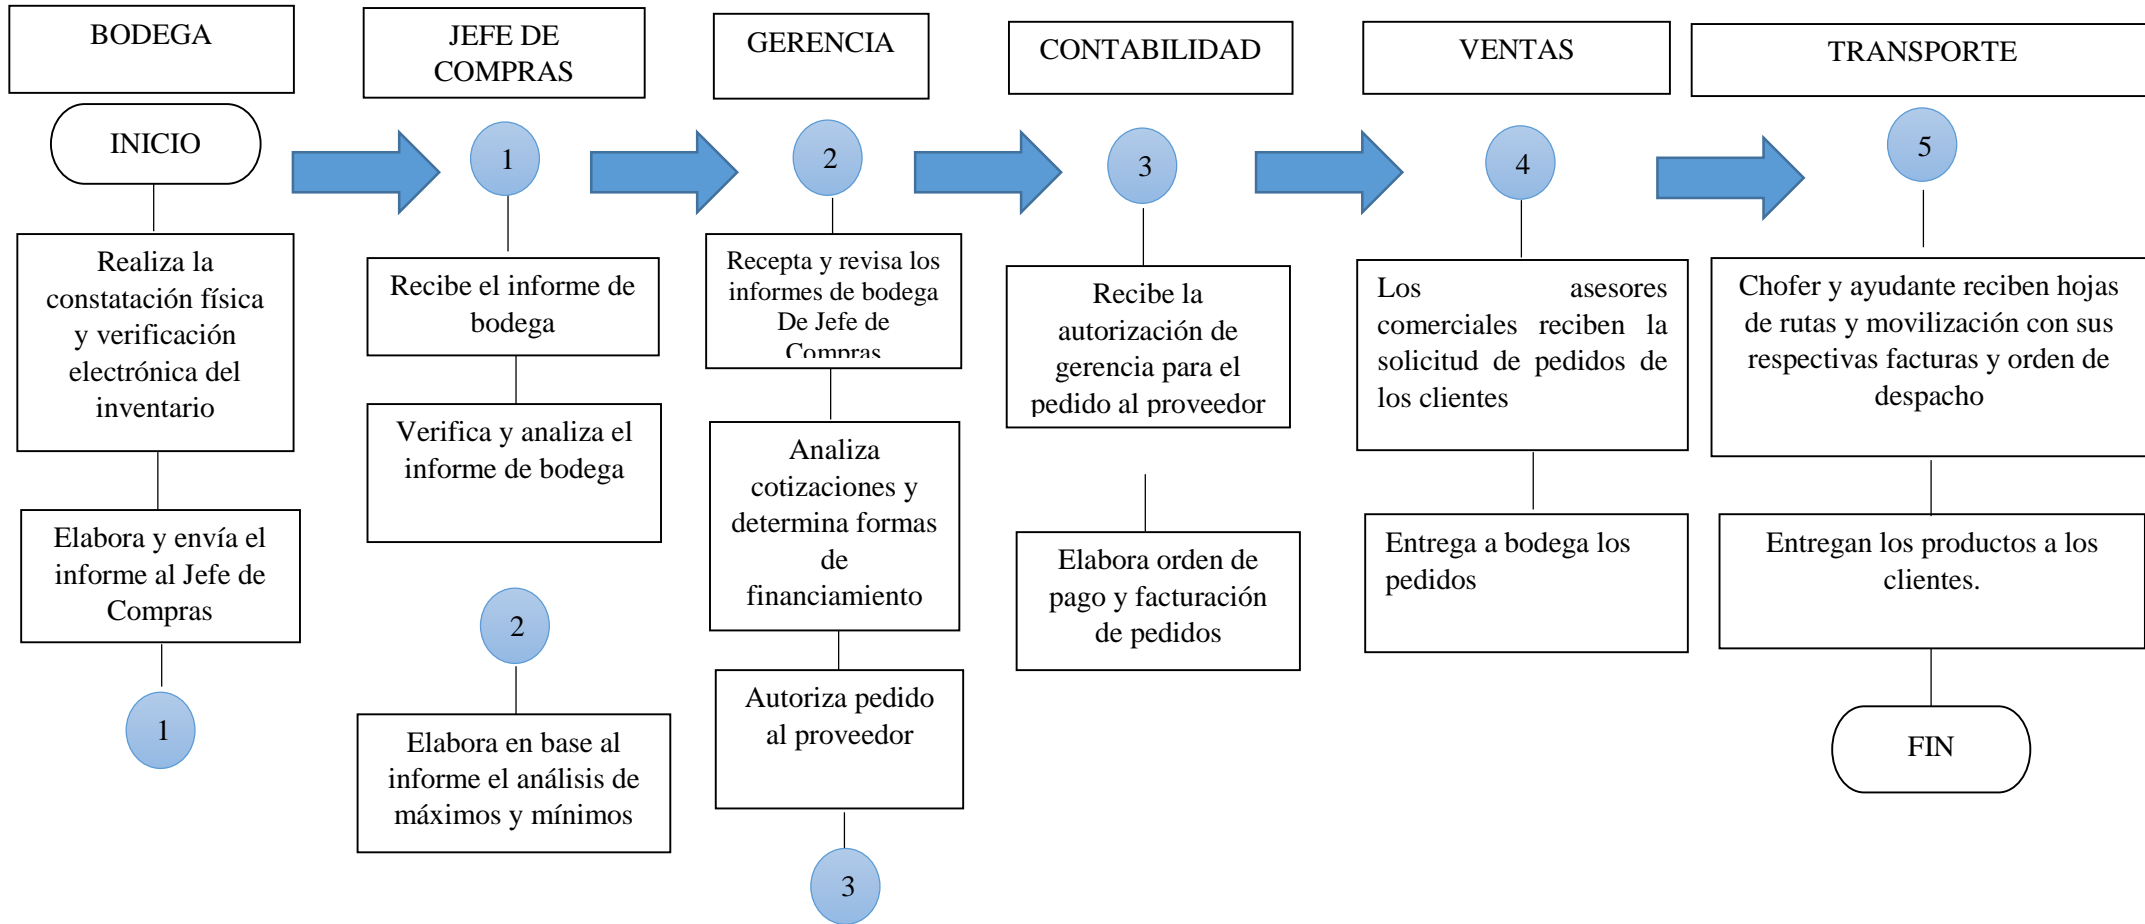 BODEGA
INICIO
Realiza la
constatación física
y verificación
electrónica del
inventario
Elabora y envía el
informe al Jefe de
Compras
1
JEFE DE
COMPRAS
1
Recibe el informe de
bodega
Verifica y analiza el
informe de bodega
2
Elabora en base al
informe el análisis de
máximos y mínimos
GERENCIA
2
Recepta y revisa los
informes de bodega
De Jefe de
Compras
Analiza
cotizaciones y
determina formas
de
financiamiento
Autoriza pedido
al proveedor
3
CONTABILIDAD
3
Recibe la
autorización de
gerencia para el
pedido al proveedor
Elabora orden de
pago y facturación
de pedidos
VENTAS
4
Los asesores
comerciales reciben la
solicitud de pedidos de
los clientes
Entrega a bodega los
pedidos
TRANSPORTE
5
Chofer y ayudante reciben hojas
de rutas y movilización con sus
respectivas facturas y orden de
despacho
Entregan los productos a los
clientes.
FIN